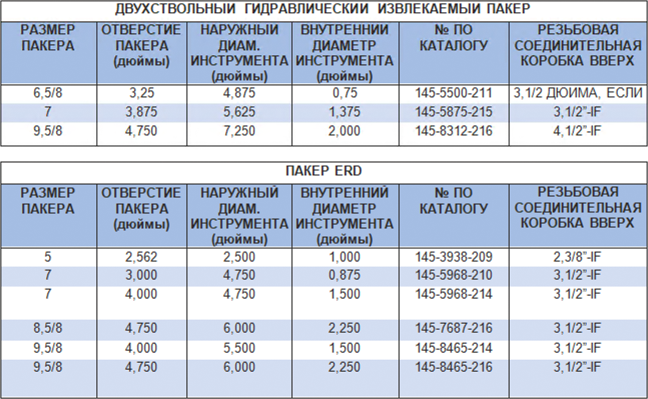 ДВУХСТВОЛЬНЫЙ ГИДРАВЛИЧЕСКИЙ ИЗВЛЕКАЕМЫЙ ПАКЕР
РАЗМЕР ПАКЕРА | ОТВЕРСТИЕ ПАКЕРА (дюймы) | НАРУЖНЫЙ ДИАМ. ИНСТРУМЕНТА (дюймы) | ВНУТРЕННИЙ ДИАМЕТР ИНСТРУМЕНТА (дюймы) | № ПО КАТАЛОГУ | РЕЗЬБОВАЯ СОЕДИНИТЕЛЬНАЯ КОРОБКА ВВЕРХ
6,5/8 | 3,25 | 4,875 | 0,75 | 145-5500-211 | 3,1/2 ДЮИМА, ЕСЛИ
7 | 3,875 | 5,625 | 1,375 | 145-5875-215 | 3,1/2”-IF
9,5/8 | 4,750 | 7,250 | 2,000 | 145-8312-216 | 4,1/2”-IF
ПАКЕР ERD
РАЗМЕР ПАКЕРА | ОТВЕРСТИЕ ПАКЕРА (дюймы) | НАРУЖНЫЙ ДИАМ. ИНСТРУМЕНТА (дюймы) | ВНУТРЕННИЙ ДИАМЕТР ИНСТРУМЕНТА (дюймы) | № ПО КАТАЛОГУ | РЕЗЬБОВАЯ СОЕДИНИТЕЛЬНАЯ КОРОБКА ВВЕРХ
5 | 2,562 | 2,500 | 1,000 | 145-3938-209 | 2,3/8”-IF
7 | 3,000 | 4,750 | 0,875 | 145-5968-210 | 3,1/2”-IF
7 | 4,000 | 4,750 | 1,500 | 145-5968-214 | 3,1/2”-IF
8,5/8 | 4,750 | 6,000 | 2,250 | 145-7687-216 | 3,1/2”-IF
9,5/4 | 4,000 | 5,500 | 1,500 | 145-8465-214 | 3,1/2”-IF
9,5/8 | 4,750 | 6,000 | 2,250 | 145-8465-216 | 3,1/2”-IF